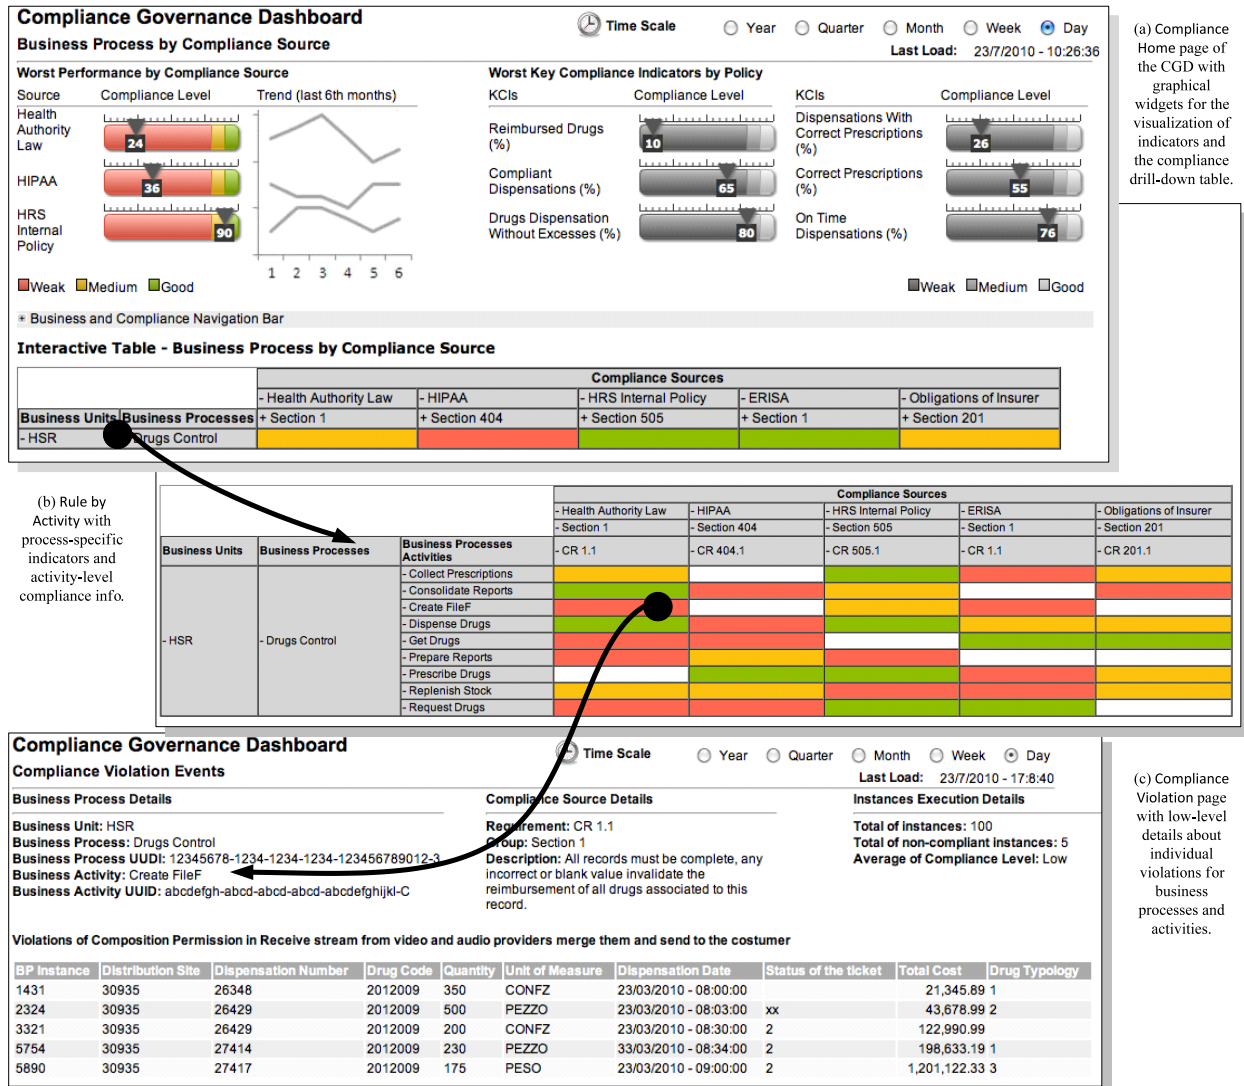 Compliance Governance Dashboard
Time Scale Year Quarter Month Week Day
Business Process by Compliance Source
Last Load: 23/7/2010 - 10:26:36
Worst Performance by Compliance Source
Source Compliance Level Trend (last 6th months)
Health
Authority
Law
24
HIPAA
36
HRS
Internal
Policy
90
1 2 3 4 5 6
Weak Medium Good
Worst Key Compliance Indicators by Policy
KCIs Compliance Level
Reimbursed Drugs
(%)
10
Compliant
Dispensations (%)
65
Drugs Dispensation
Without Excesses (%)
80
KCIs Compliance Level
Dispensations With
Correct Prescriptions
(%)
26
Correct Prescriptions
(%)
55
On Time
Dispensations (%)
76
Weak Medium Good
+ Business and Compliance Navigation Bar
Interactive Table - Business Process by Compliance Source
Compliance Sources
- Health Authority Law - HIPAA - HRS Internal Policy - ERISA - Obligations of Insurer
Business Units Business Processes + Section 1 + Section 404 + Section 505 + Section 1 + Section 201
- HSR Drugs Control
(a) Compliance
Home page of
the CGD with
graphical
widgets for the
visualization of
indicators and
the compliance
drill-down table.
(b) Rule by
Activity with
process-specific
indicators and
activity-level
compliance info.
Compliance Sources
- Health Authority Law - HIPAA - HRS Internal Policy - ERISA - Obligations of Insurer
- Section 1 - Section 404 - Section 505 - Section 1 - Section 201
Business Units Business Processes Business Processes
Activities
- CR 1.1 - CR 404.1 - CR 505.1 - CR 1.1 - CR 201.1
- Collect Prescriptions
- Consolidate Reports
- Create FileF
- Dispense Drugs
- HSR - Drugs Control - Get Drugs
- Prepare Reports
- Prescribe Drugs
- Replenish Stock
- Request Drugs
Compliance Governance Dashboard
Time Scale Year Quarter Month Week Day
Compliance Violation Events
Last Load: 23/7/2010 - 17:8:40
Business Process Details
Business Unit: HSR
Business Process: Drugs Control
Business Process UUDI: 12345678-1234-1234-1234-123456789012-3
Business Activity: Create FileF
Business Activity UUID: abcdefgh-abcd-abcd-abcd-abcdefghijkl-C
Compliance Source Details
Requirement: CR 1.1
Group: Section 1
Description: All records must be complete, any
incorrect or blank value invalidate the
reimbursement of all drugs associated to this
record.
Instances Execution Details
Total of instances: 100
Total of non-compliant instances: 5
Average of Compliance Level: Low
(c) Compliance
Violation page
with low-level
details about
individual
violations for
business
processes and
activities.
Violations of Composition Permission in Receive stream from video and audio providers merge them and send to the costumer
BP Instance Distribution Site Dispensation Number Drug Code Quantity Unit of Measure Dispensation Date Status of the ticket Total Cost Drug Typology
1431 30935 26348 2012009 350 CONFZ 23/03/2010 - 08:00:00 21,345.89 1
2324 30935 26429 2012009 500 PEZZO 23/03/2010 - 08:03:00 xx 43,678.99 2
3321 30935 26429 2012009 200 CONFZ 23/03/2010 - 08:30:00 2 122,990.99
5754 30935 27414 2012009 230 PEZZO 33/03/2010 - 08:34:00 2 198,633.19 1
5890 30935 27417 2012009 175 PESO 23/03/2010 - 09:00:00 2 1,201,122.33 3